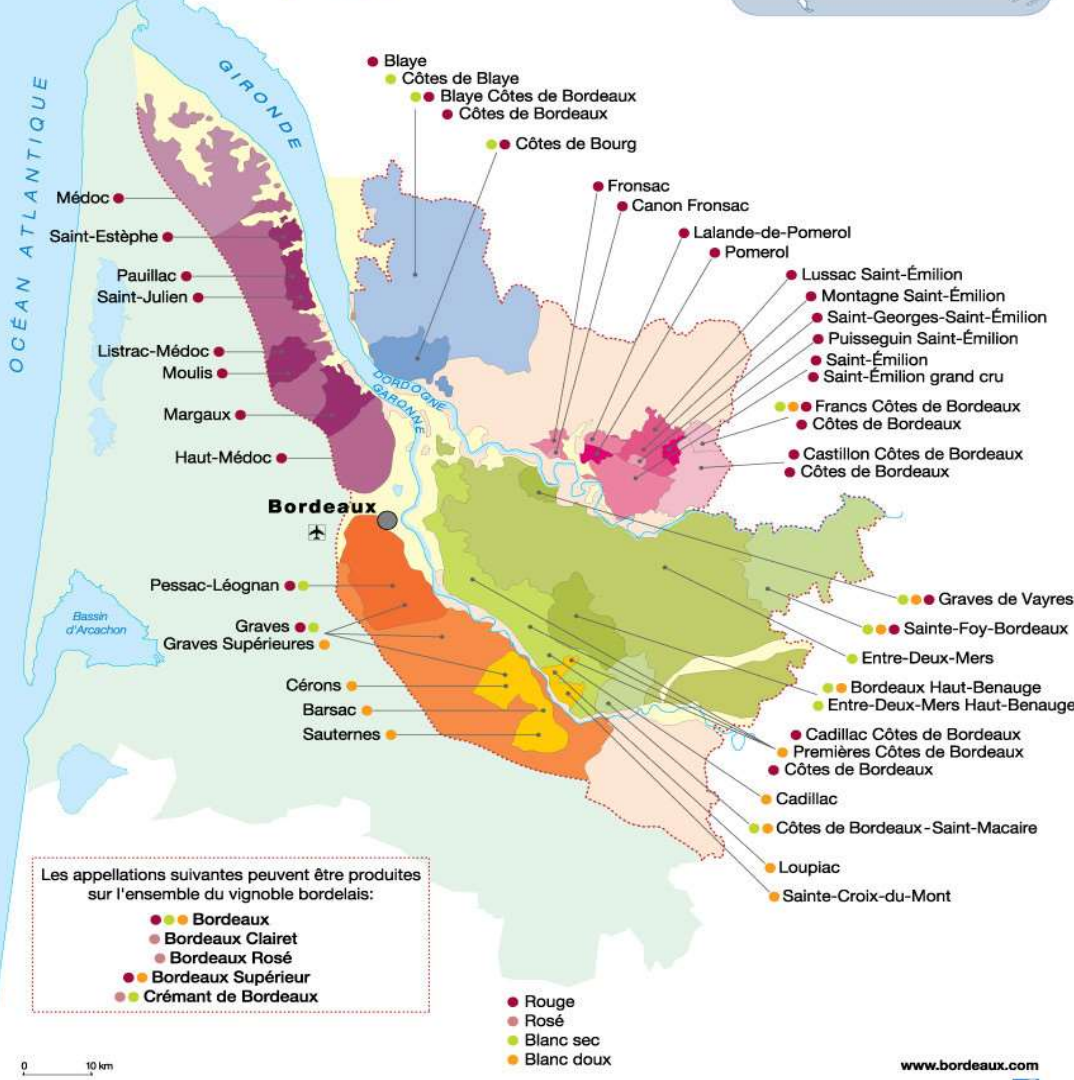 OCÉAN ATLANTIQUE
GIRONDE
Blaye
Côtes de Blaye
Blaye Côtes de Bordeaux
Côtes de Bordeaux
Côtes de Bourg
Fronsac
Canon Fronsac
Lalande-de-Pomerol
Pomerol
Lussac Saint-Émilion
Montagne Saint-Émilion
Saint-Georges-Saint-Émilion
Puisseguin Saint-Émilion
Saint-Émilion
Saint-Émilion grand cru
Francs Côtes de Bordeaux
Côtes de Bordeaux
Castillon Côtes de Bordeaux
Côtes de Bordeaux
Médoc
Saint-Estèphe
Pauillac
Saint-Julien
Listrac-Médoc
Moulis
Margaux
Haut-Médoc
DORDOGNE
GARONNE
Bordeaux
Pessac-Léognan
Bassin
d'Arcachon
Graves
Graves Supérieures
Cérons
Barsac
Sauternes
Graves de Vayres
Sainte-Foy-Bordeaux
Entre-Deux-Mers
Bordeaux Haut-Benauge
Entre-Deux-Mers Haut-Benauge
Cadillac Côtes de Bordeaux
Premières Côtes de Bordeaux
Côtes de Bordeaux
Cadillac
Côtes de Bordeaux-Saint-Macaire
Loupiac
Sainte-Croix-du-Mont
Les appellations suivantes peuvent être produites
sur l'ensemble du vignoble bordelais:
Bordeaux
Bordeaux Clairet
Bordeaux Rosé
Bordeaux Supérieur
Crémant de Bordeaux
Rouge
Rosé
Blanc sec
Blanc doux
0 10 km
www.bordeaux.com